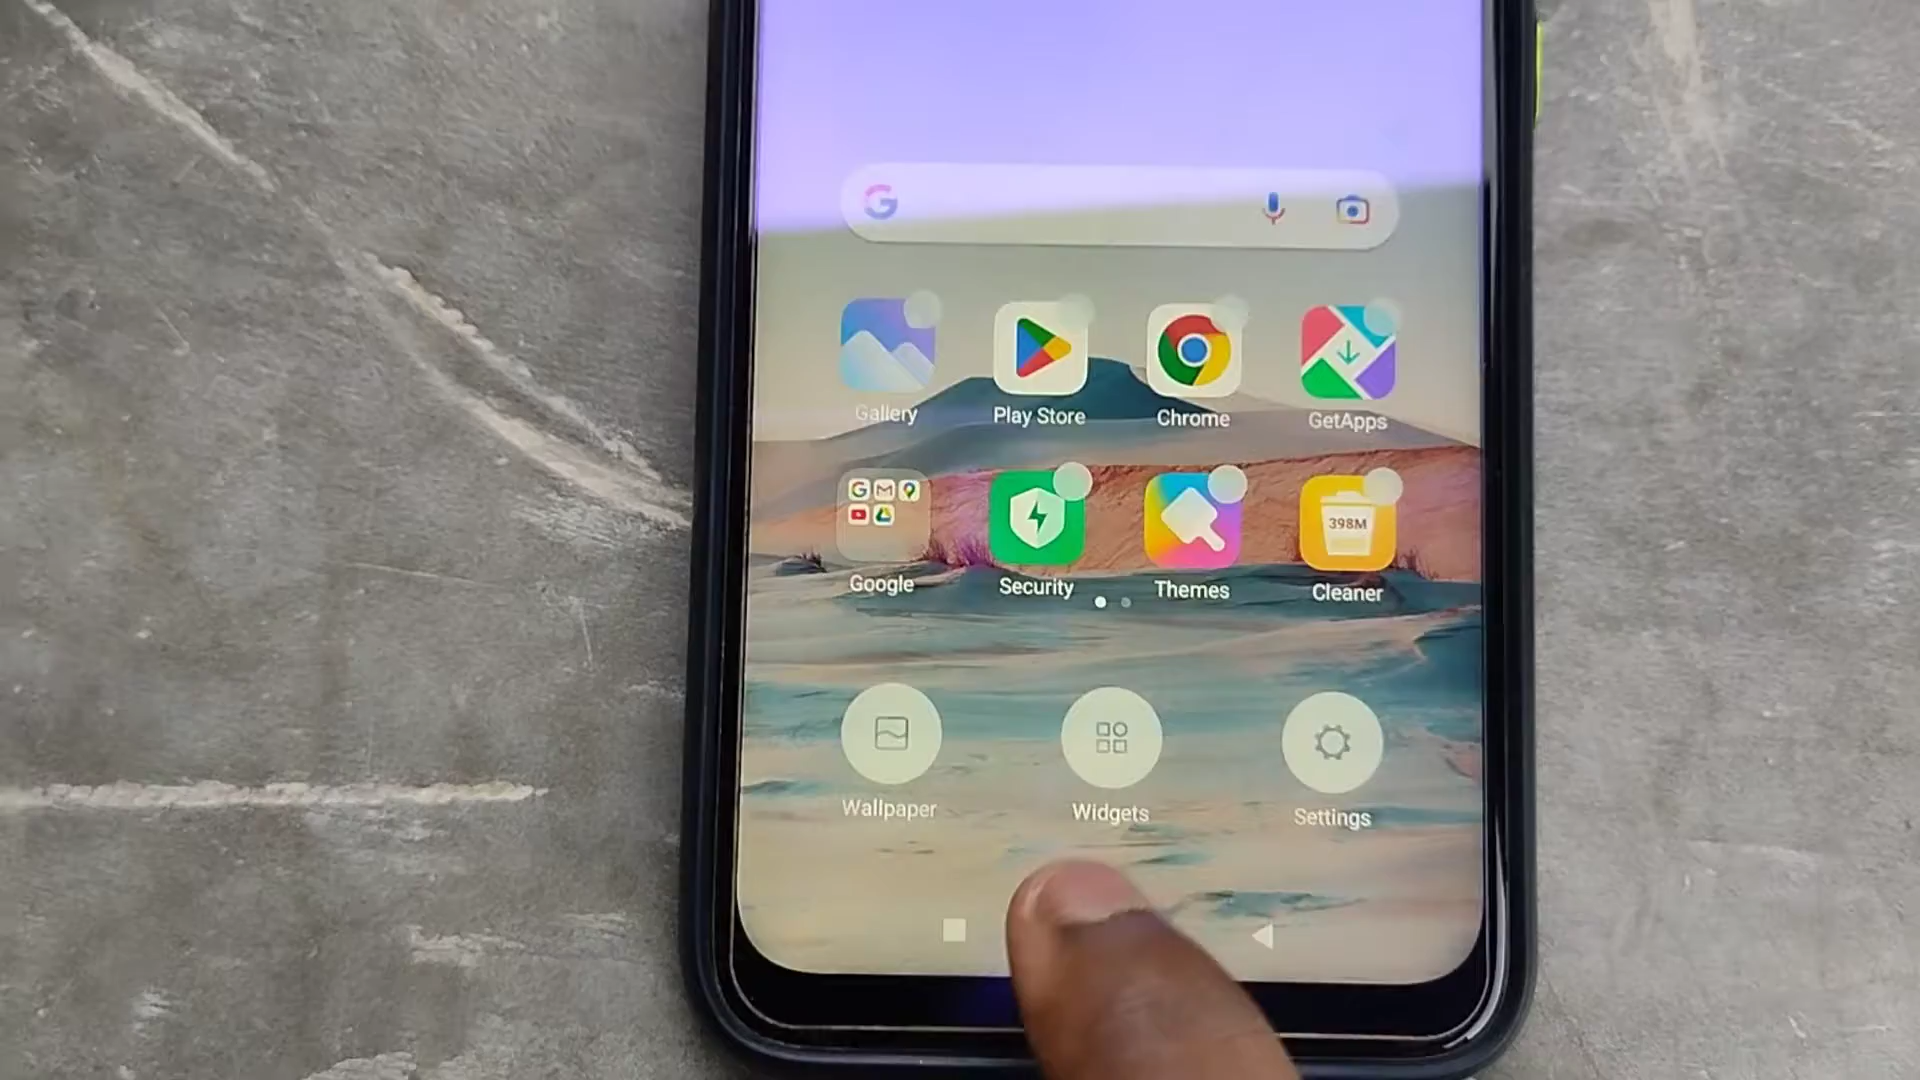 Gallery Play Store Chrome GetApps
398M
Google Security Themes Cleaner
Wallpaper Widgets Settings